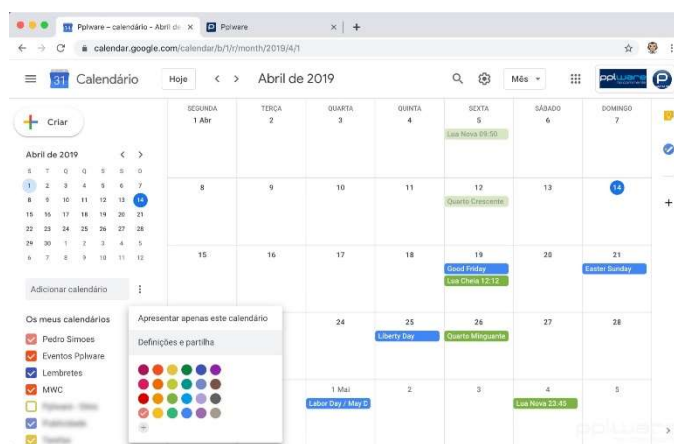 Pplware – calendário - Abril de
Pplware
calendar.google.com/calendar/b/1/r/month/2019/4/1
31 Calendário
Hoje
Abril de 2019
Mês
pplware
Criar
SEGUNDA TERÇA QUARTA QUINTA SEXTA SÁBADO DOMINGO
1 Abr 2 3 4 5 6 7
Lua Nova 09:50
Abril de 2019
S T Q Q S S D
1 2 3 4 5 6 7
8 9 10 11 12 13 14
15 16 17 18 19 20 21
22 23 24 25 26 27 28
29 30 1 2 3 4 5
6 7 8 9 10 11 12
8 9 10 11 12 13 14
Quarto Crescente
15 16 17 18 19 20 21
Good Friday
Easter Sunday
Lua Cheia 12:12
Adicionar calendário
Os meus calendários
Pedro Simoes
Eventos Pplware
Lembretes
MWC
Apresentar apenas este calendário
Definições e partilha
24 25 26 27 28
Liberty Day
Quarto Minguante
1 Mai 2 3 4 5
Labor Day / May D
Lua Nova 23:45
pplware